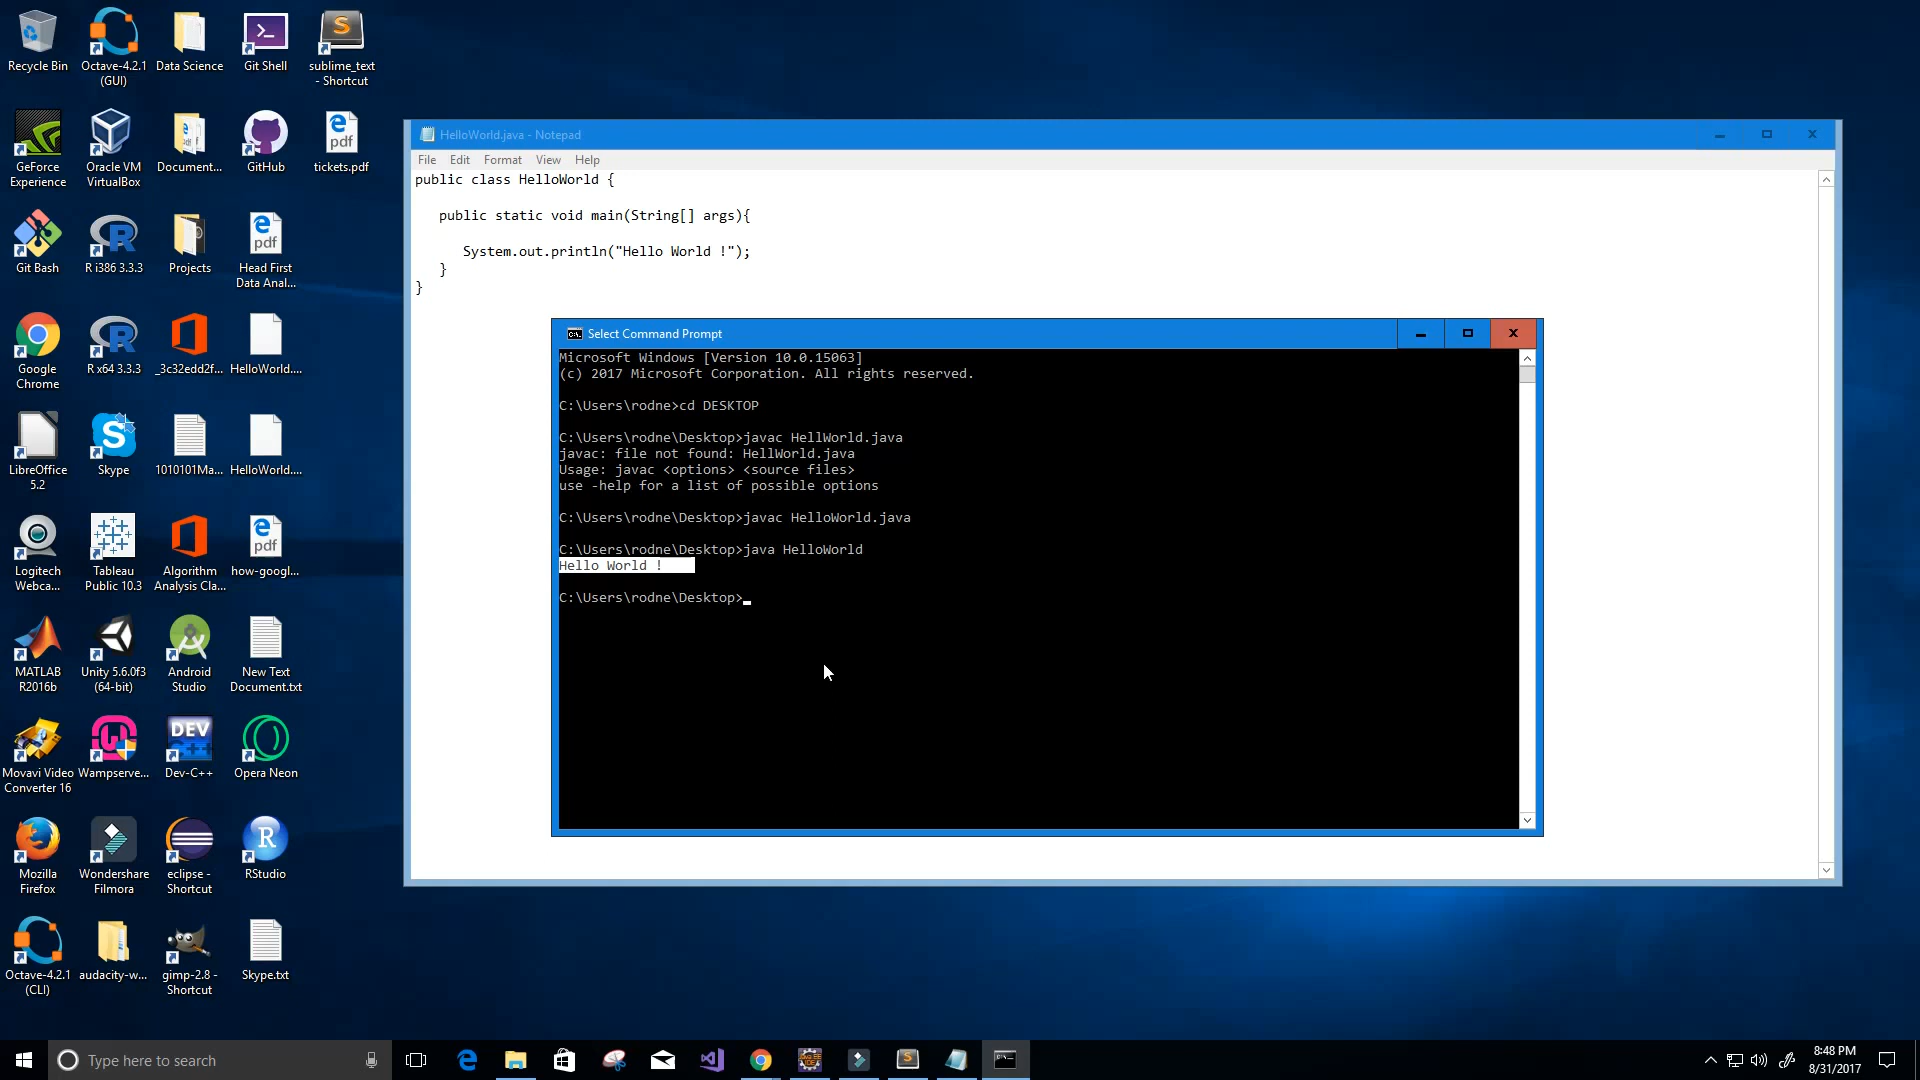 Recycle Bin
Octave-4.2.1
(GUI)
Data Science
Git Shell
sublime_text
- Shortcut
GeForce
Experience
Oracle VM
VirtualBox
Document...
GitHub
tickets.pdf
Git Bash
R i386 3.3.3
Projects
Head First
Data Anal...
Google
Chrome
R x64 3.3.3
_3c32edd2f...
HelloWorld....
LibreOffice
5.2
Skype
1010101Ma...
HelloWorld....
Logitech
Webca...
Tableau
Public 10.3
Algorithm
Analysis Cla...
how-googl...
MATLAB
R2016b
Unity 5.6.0f3
(64-bit)
Android
Studio
New Text
Document.txt
Movavi Video
Converter 16
Wampserve...
DEV
C++
Dev-C++
Opera Neon
Mozilla
Firefox
Wondershare
Filmora
eclipse -
Shortcut
RStudio
Octave-4.2.1
(CLI)
audacity-w...
gimp-2.8 -
Shortcut
Skype.txt
HelloWorld.java - Notepad
File Edit Format View Help
public class HelloWorld {
public static void main(String[] args){
System.out.println("Hello World !");
}
}
Select Command Prompt
Microsoft Windows [Version 10.0.15063]
(c) 2017 Microsoft Corporation. All rights reserved.
C:\Users\rodne>cd DESKTOP
C:\Users\rodne\Desktop>javac HellWorld.java
javac: file not found: HellWorld.java
Usage: javac <options> <source files>
use -help for a list of possible options
C:\Users\rodne\Desktop>javac HelloWorld.java
C:\Users\rodne\Desktop>java HelloWorld
Hello World !
C:\Users\rodne\Desktop>
Type here to search
8:48 PM
8/31/2017